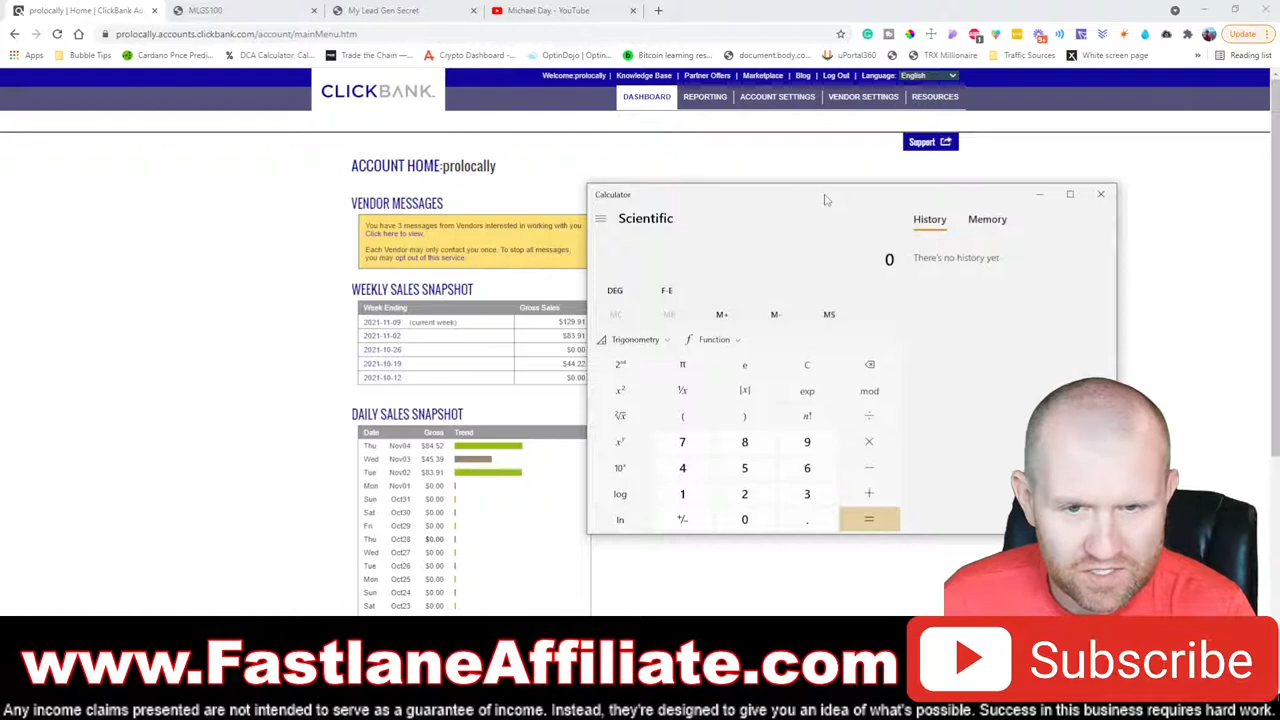 prolocally | Home | ClickBank Ac
MLGS100
My Lead Gen Secret
Michael Day - YouTube
prolocally.accounts.clickbank.com/account/mainMenu.htm
Update
Apps
Bubble Tips
Cardano Price Predi...
DCA Calculator: Cal...
Trade the Chain -...
Crypto Dashboard -...
OptinDojo | Optin...
Bitcoin learning res...
document.body.co...
uPortal360
TRX Millionaire
Traffic Sources
White screen page
»
Reading list
Welcome:prolocally | Knowledge Base | Partner Offers | Marketplace | Blog | Log Out | Language: English
CLICKBANK
DASHBOARD REPORTING ACCOUNT SETTINGS VENDOR SETTINGS RESOURCES
Support
ACCOUNT HOME:prolocally
VENDOR MESSAGES
You have 3 messages from Vendors interested in working with you
Click here to view.
Each Vendor may only contact you once. To stop all messages,
you may opt out of this service.
WEEKLY SALES SNAPSHOT
Week Ending Gross Sales
2021-11-09 (current week) $129.91
2021-11-02 $83.91
2021-10-26 $0.00
2021-10-19 $44.22
2021-10-12 $0.00
DAILY SALES SNAPSHOT
Date Gross Trend
Thu Nov04 $84.52
Wed Nov03 $45.39
Tue Nov02 $83.91
Mon Nov01 $0.00
Sun Oct31 $0.00
Sat Oct30 $0.00
Fri Oct29 $0.00
Thu Oct28 $0.00
Wed Oct27 $0.00
Tue Oct26 $0.00
Mon Oct25 $0.00
Sun Oct24 $0.00
Sat Oct23 $0.00
Calculator
Scientific
History Memory
0
There's no history yet
DEG F-E
MC MR M+ M- MS
Trigonometry Function
2ⁿᵈ π e C
x² ¹/x |x| exp mod
²√x ( ) n! ÷
xʸ 7 8 9 ×
10ˣ 4 5 6 −
log 1 2 3 +
ln +/− 0 . =
www.FastlaneAffiliate.com
Subscribe
Any income claims presented are not intended to serve as a guarantee of income. Instead, they're designed to give you an idea of what's possible. Success in this business requires hard work.